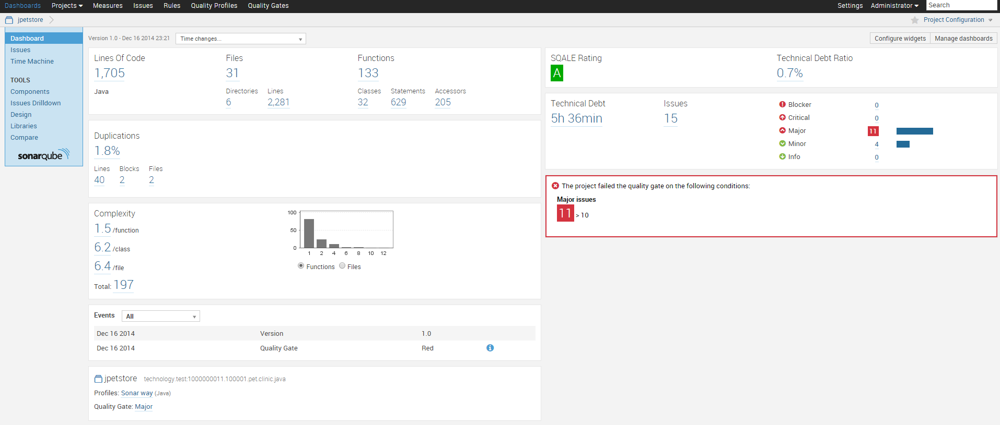 Dashboards Projects Measures Issues Rules Quality Profiles Quality Gates Settings Administrator Search
jpetstore Project Configuration
Dashboard
Issues
Time Machine
TOOLS
Components
Issues Drilldown
Design
Libraries
Compare
sonarqube
Version 1.0 - Dec 16 2014 23:21 Time changes... Configure widgets Manage dashboards
Lines Of Code Files Functions
1,705 31 133
Java Directories Lines Classes Statements Accessors
6 2,281 32 629 205
Duplications
1.8%
Lines Blocks Files
40 2 2
Complexity
1.5 /function
6.2 /class
6.4 /file
Total: 197
100
50
0
1 2 4 6 8 10 12
Functions Files
Events All
Dec 16 2014 Version 1.0
Dec 16 2014 Quality Gate Red
jpetstore technology.test:1000000011.100001.pet.clinic.java
Profiles: Sonar way (Java)
Quality Gate: Major
SQALE Rating Technical Debt Ratio
A 0.7%
Technical Debt Issues
5h 36min 15
Blocker 0
Critical 0
Major 11
Minor 4
Info 0
The project failed the quality gate on the following conditions:
Major issues
11 > 10